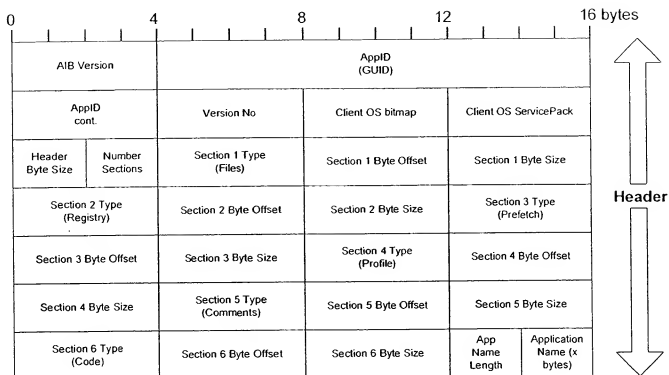 0 4 8 12 16 bytes
AIB Version
AppID
(GUID)
AppID
cont.
Version No
Client OS bitmap
Client OS ServicePack
Header
Byte Size
Number
Sections
Section 1 Type
(Files)
Section 1 Byte Offset
Section 1 Byte Size
Section 2 Type
(Registry)
Section 2 Byte Offset
Section 2 Byte Size
Section 3 Type
(Prefetch)
Header
Section 3 Byte Offset
Section 3 Byte Size
Section 4 Type
(Profile)
Section 4 Byte Offset
Section 4 Byte Size
Section 5 Type
(Comments)
Section 5 Byte Offset
Section 5 Byte Size
Section 6 Type
(Code)
Section 6 Byte Offset
Section 6 Byte Size
App
Name
Length
Application
Name (x
bytes)